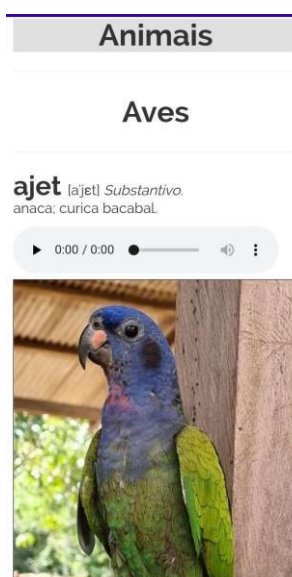 Animais
Aves
ajet [aˈjɛt] Substantivo.
anaca; curica bacabal.
0:00 / 0:00